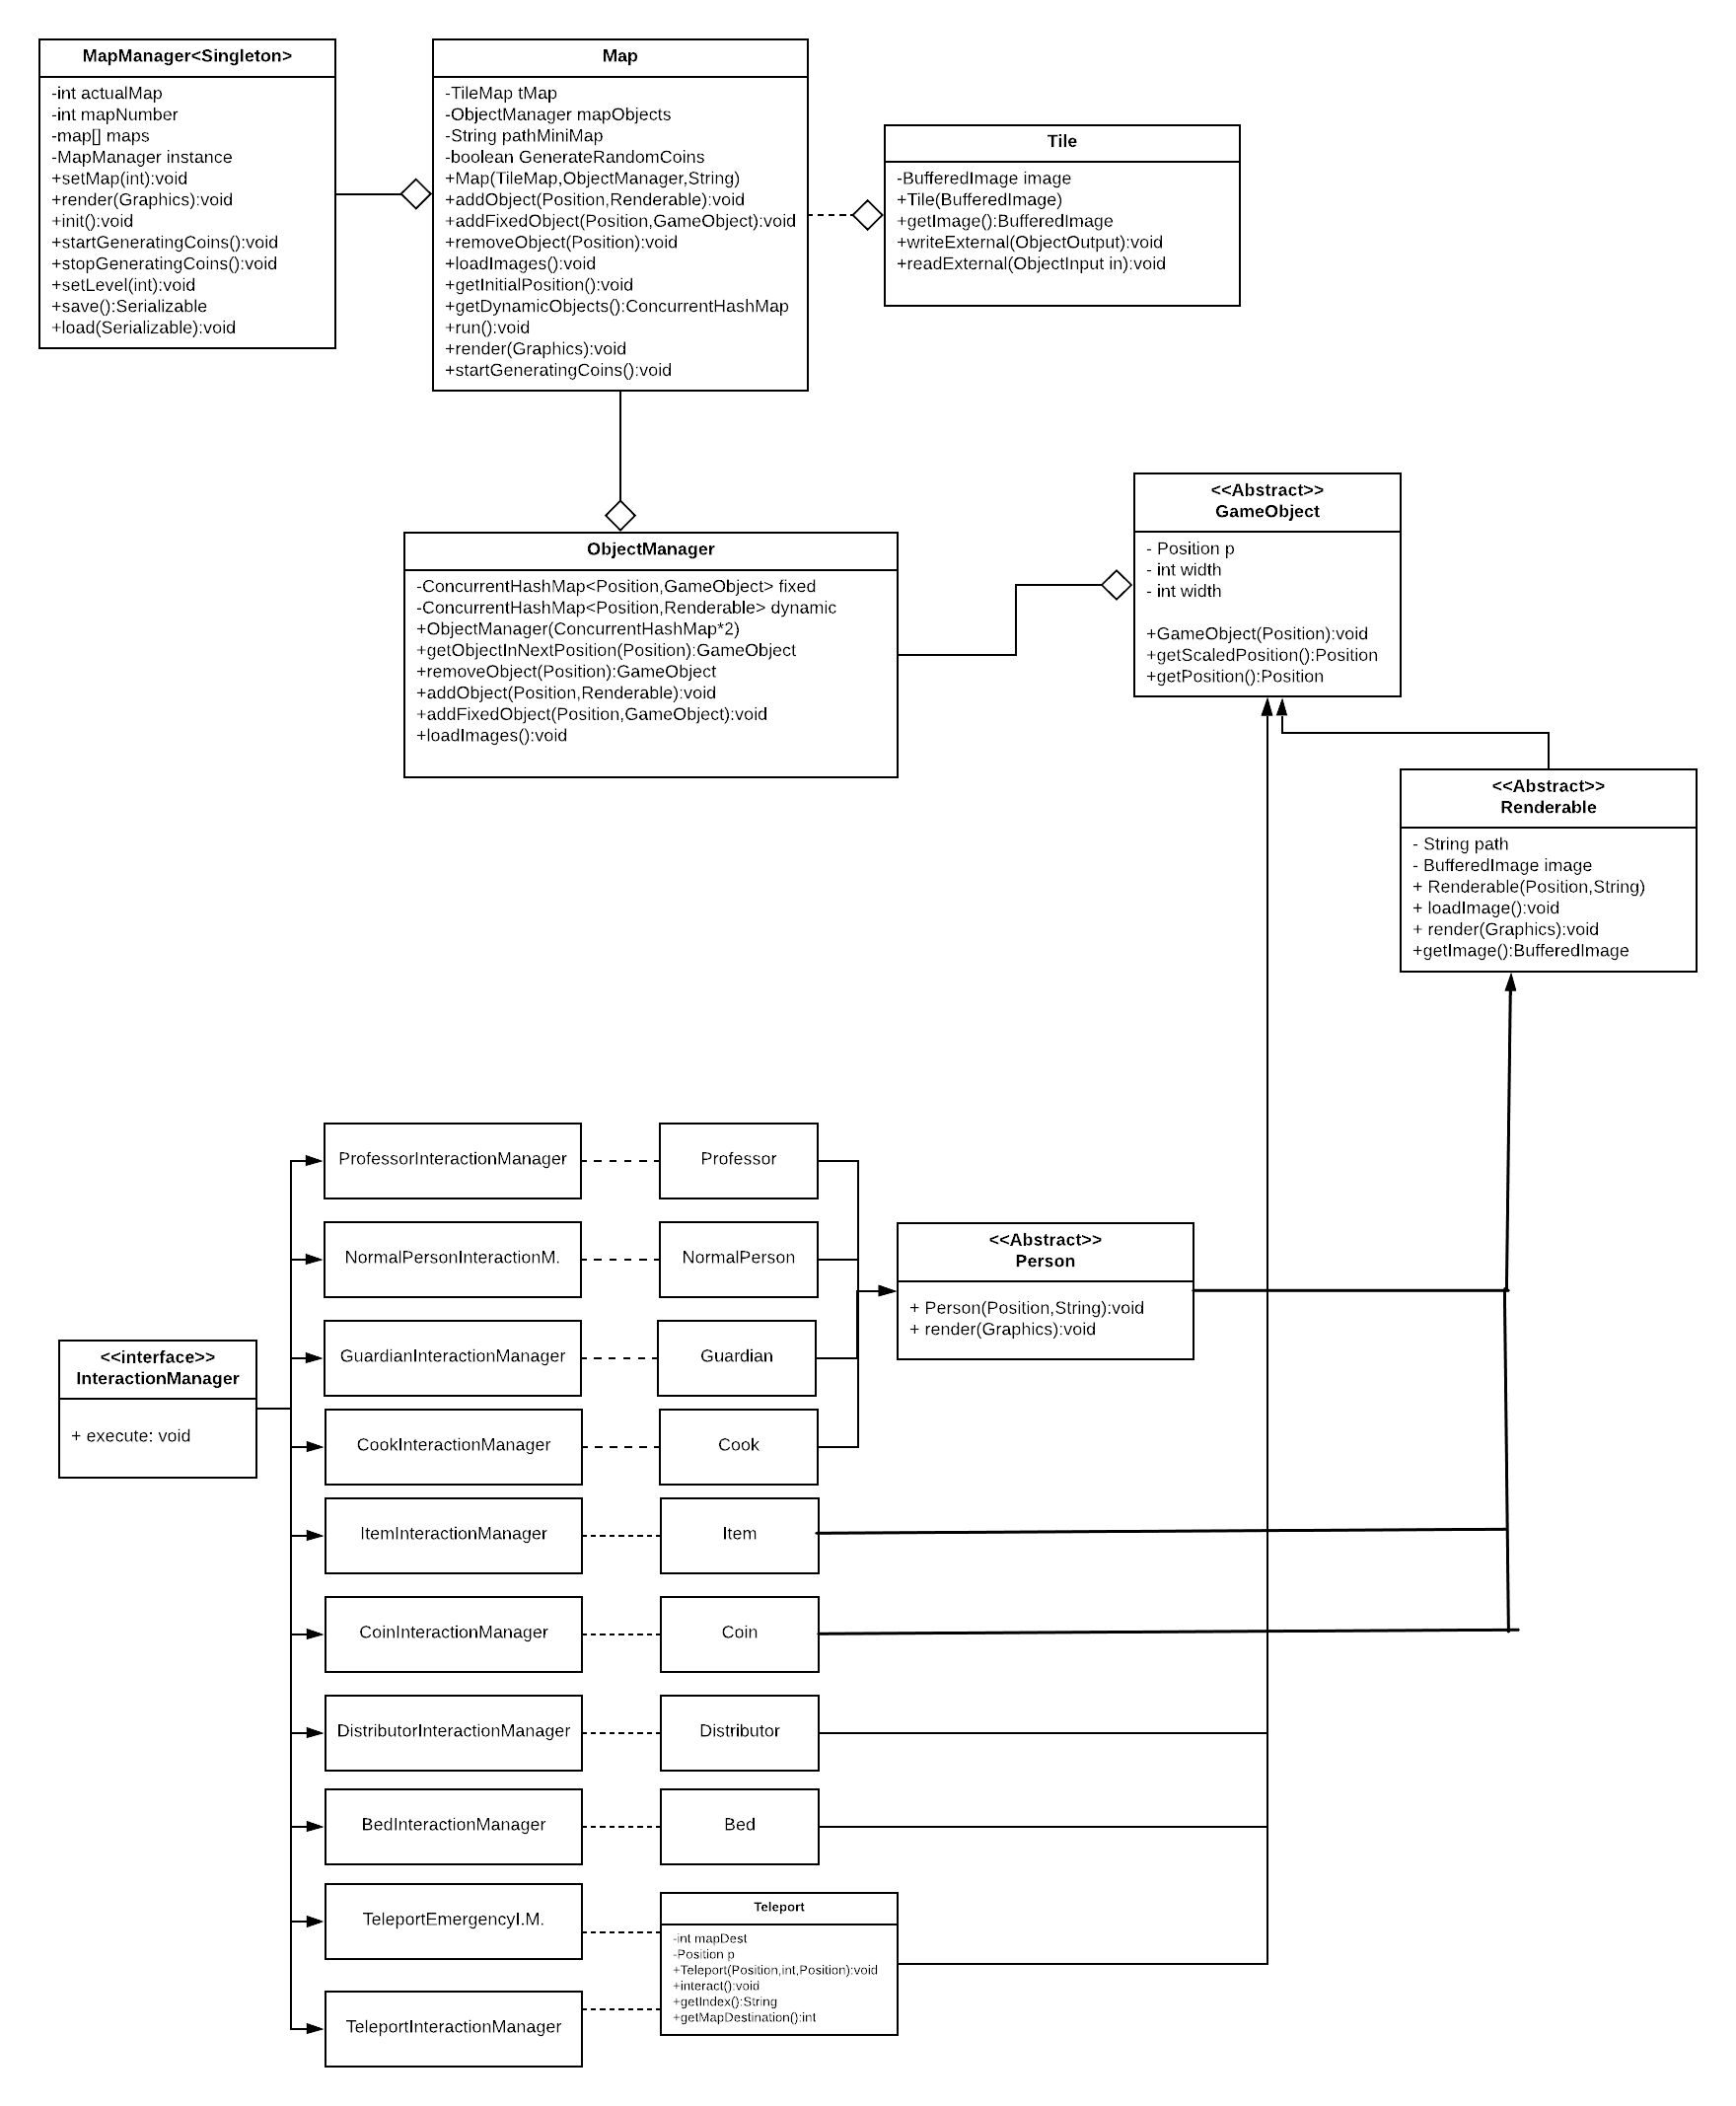 MapManager<Singleton>
-int actualMap
-int mapNumber
-map[] maps
-MapManager instance
+setMap(int):void
+render(Graphics):void
+init():void
+startGeneratingCoins():void
+stopGeneratingCoins():void
+setLevel(int):void
+save():Serializable
+load(Serializable):void
Map
-TileMap tMap
-ObjectManager mapObjects
-String pathMiniMap
-boolean GenerateRandomCoins
+Map(TileMap,ObjectManager,String)
+addObject(Position,Renderable):void
+addFixedObject(Position,GameObject):void
+removeObject(Position):void
+loadImages():void
+getInitialPosition():void
+getDynamicObjects():ConcurrentHashMap
+run():void
+render(Graphics):void
+startGeneratingCoins():void
Tile
-BufferedImage image
+Tile(BufferedImage)
+getImage():BufferedImage
+writeExternal(ObjectOutput):void
+readExternal(ObjectInput in):void
ObjectManager
-ConcurrentHashMap<Position,GameObject> fixed
-ConcurrentHashMap<Position,Renderable> dynamic
+ObjectManager(ConcurrentHashMap*2)
+getObjectInNextPosition(Position):GameObject
+removeObject(Position):GameObject
+addObject(Position,Renderable):void
+addFixedObject(Position,GameObject):void
+loadImages():void
<<Abstract>>
GameObject
- Position p
- int width
- int width
+GameObject(Position):void
+getScaledPosition():Position
+getPosition():Position
<<Abstract>>
Renderable
- String path
- BufferedImage image
+ Renderable(Position,String)
+ loadImage():void
+ render(Graphics):void
+getImage():BufferedImage
<<interface>>
InteractionManager
+ execute: void
ProfessorInteractionManager
Professor
NormalPersonInteractionM.
NormalPerson
GuardianInteractionManager
Guardian
CookInteractionManager
Cook
<<Abstract>>
Person
+ Person(Position,String):void
+ render(Graphics):void
ItemInteractionManager
Item
CoinInteractionManager
Coin
DistributorInteractionManager
Distributor
BedInteractionManager
Bed
TeleportEmergencyI.M.
TeleportInteractionManager
Teleport
-int mapDest
-Position p
+Teleport(Position,int,Position):void
+interact():void
+getIndex():String
+getMapDestination():int